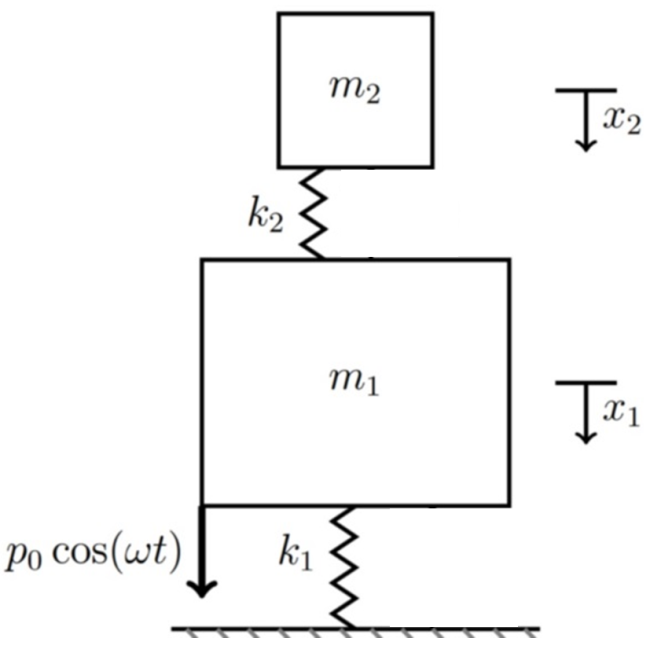 m₂
x₂
k₂
m₁
x₁
p₀ cos(ωt)
k₁